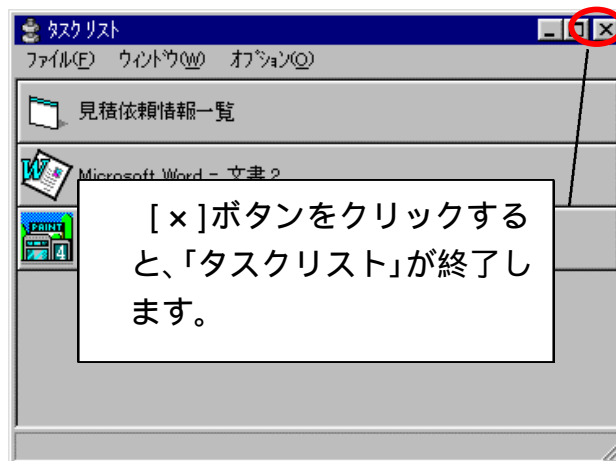 タスク リスト
ファイル(F) ウィンドウ(W) オプション(O)
見積依頼情報一覧
Microsoft Word - 文書 2
PAINT
4
[×]ボタンをクリックする
と、「タスクリスト」が終了し
ます。